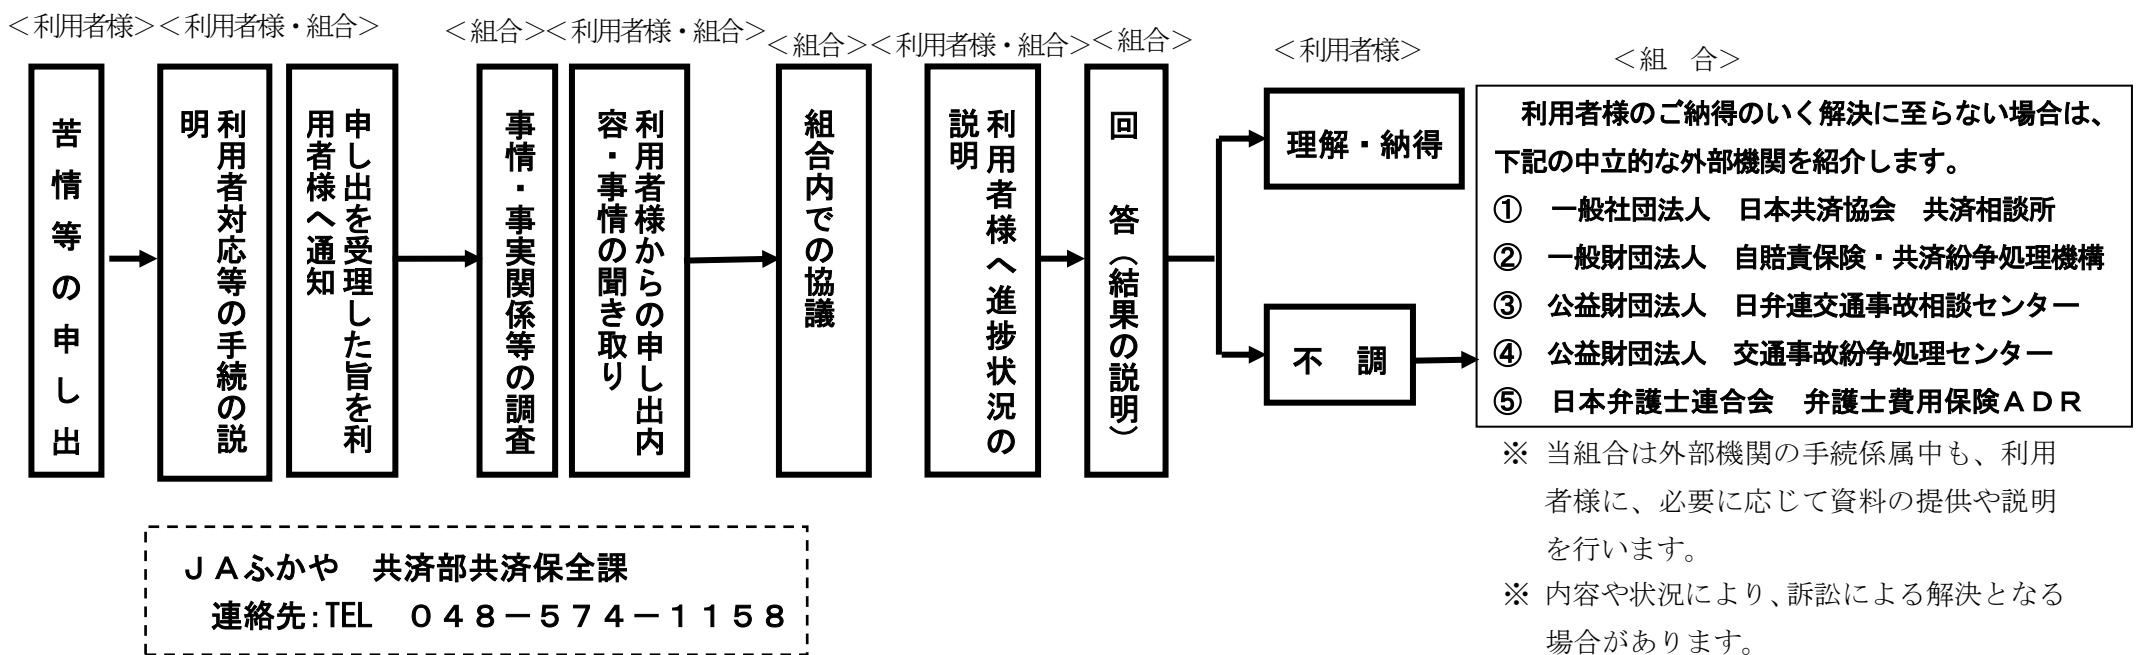 ＜利用者様＞
＜利用者様・組合＞
＜組合＞
＜利用者様・組合＞
＜組合＞
＜利用者様・組合＞
＜組合＞
＜利用者様＞
＜組　合＞
苦情等の申し出
利用者対応等の手続の説
明
申し出を受理した旨を利
用者様へ通知
事情・事実関係等の調査
利用者様からの申し出内
容・事情の聞き取り
組合内での協議
利用者様へ進捗状況の
説明
回　答（結果の説明）
理解・納得
不　調
利用者様のご納得のいく解決に至らない場合は、
下記の中立的な外部機関を紹介します。
①　一般社団法人　日本共済協会　共済相談所
②　一般財団法人　自賠責保険・共済紛争処理機構
③　公益財団法人　日弁連交通事故相談センター
④　公益財団法人　交通事故紛争処理センター
⑤　日本弁護士連合会　弁護士費用保険ＡＤＲ
※ 当組合は外部機関の手続係属中も、利用
者様に、必要に応じて資料の提供や説明
を行います。
※ 内容や状況により、訴訟による解決となる
場合があります。
ＪＡふかや　共済部共済保全課
連絡先：TEL　０４８－５７４－１１５８